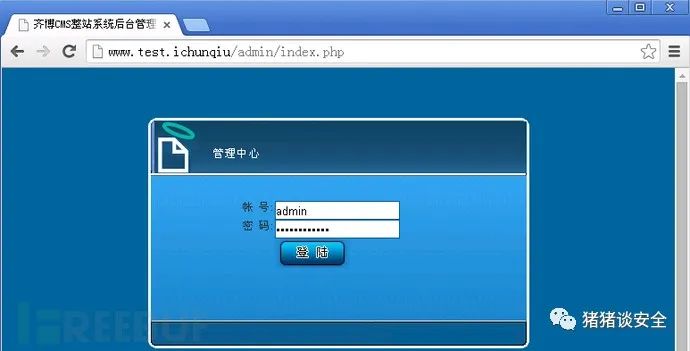 齐博CMS整站系统后台管理
www.test.ichunqiu/admin/index.php
管理中心
帐 号:admin
密 码:••••••••••••
登 陆
REEBUF
猪猪谈安全